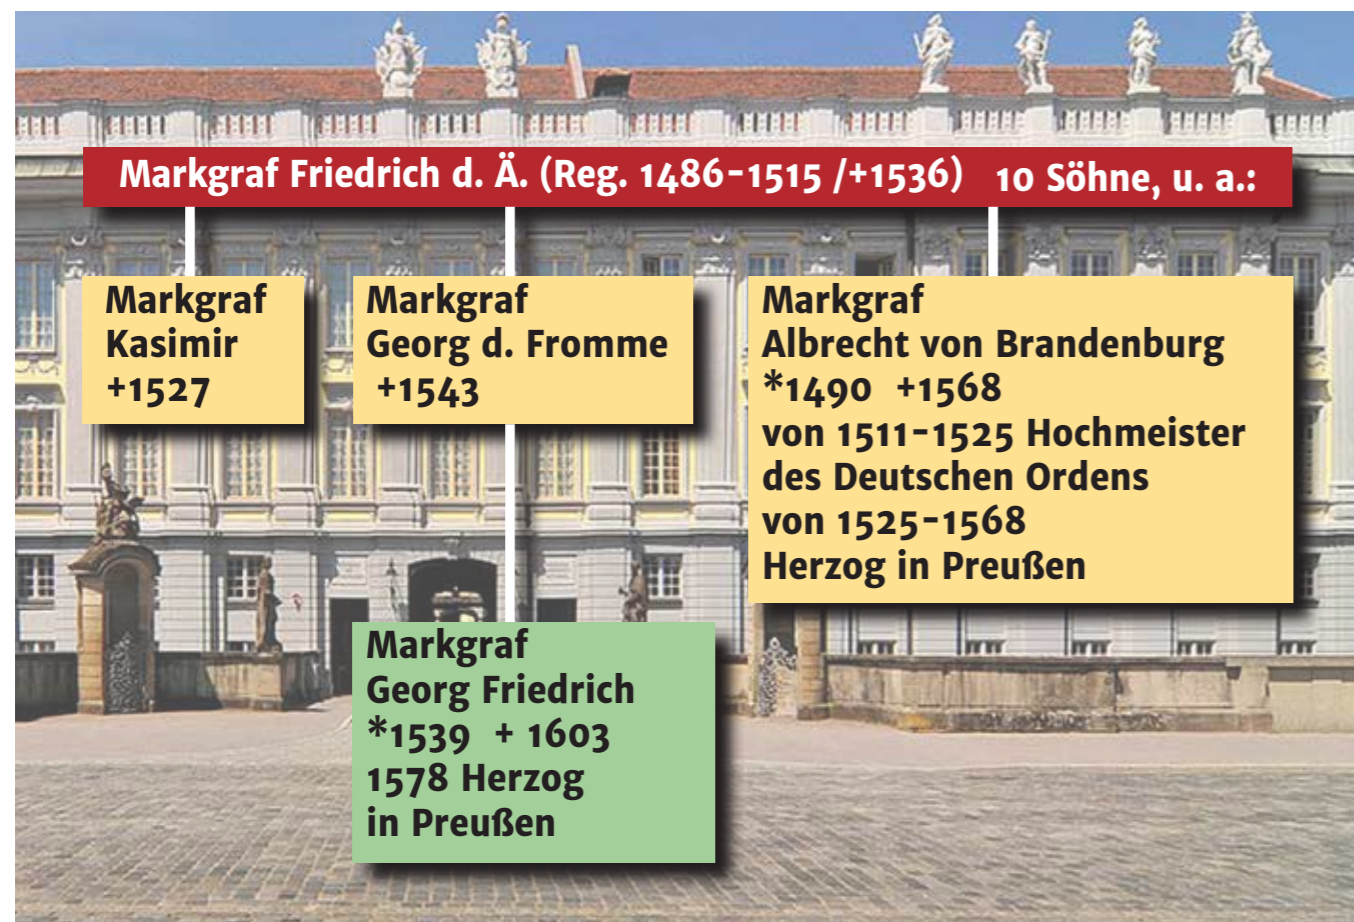 Markgraf Friedrich d. Ä. (Reg. 1486-1515 /+1536) 10 Söhne, u. a.:
Markgraf
Kasimir
+1527
Markgraf
Georg d. Fromme
+1543
Markgraf
Albrecht von Brandenburg
*1490 +1568
von 1511-1525 Hochmeister
des Deutschen Ordens
von 1525-1568
Herzog in Preußen
Markgraf
Georg Friedrich
*1539 + 1603
1578 Herzog
in Preußen